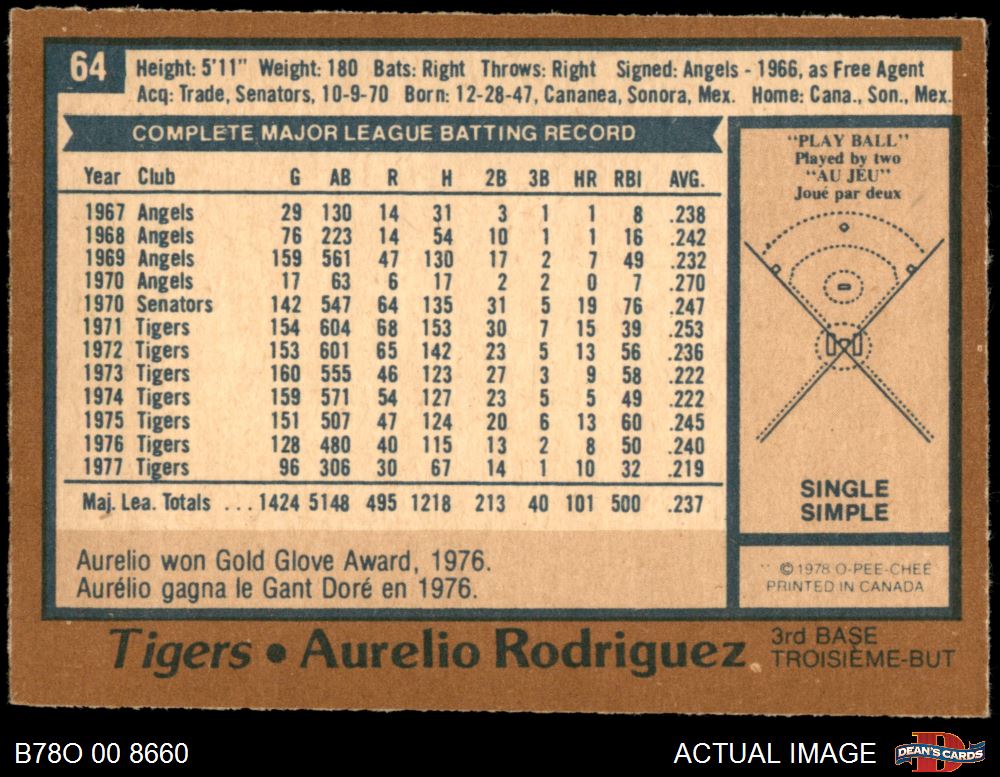 64
Height: 5'11" Weight: 180 Bats: Right Throws: Right Signed: Angels - 1966, as Free Agent
Acq: Trade, Senators, 10-9-70 Born: 12-28-47, Cananea, Sonora, Mex. Home: Cana., Son., Mex.
COMPLETE MAJOR LEAGUE BATTING RECORD
Year Club G AB R H 2B 3B HR RBI AVG.
1967 Angels 29 130 14 31 3 1 1 8 .238
1968 Angels 76 223 14 54 10 1 1 16 .242
1969 Angels 159 561 47 130 17 2 7 49 .232
1970 Angels 17 63 6 17 2 2 0 7 .270
1970 Senators 142 547 64 135 31 5 19 76 .247
1971 Tigers 154 604 68 153 30 7 15 39 .253
1972 Tigers 153 601 65 142 23 5 13 56 .236
1973 Tigers 160 555 46 123 27 3 9 58 .222
1974 Tigers 159 571 54 127 23 5 5 49 .222
1975 Tigers 151 507 47 124 20 6 13 60 .245
1976 Tigers 128 480 40 115 13 2 8 50 .240
1977 Tigers 96 306 30 67 14 1 10 32 .219
Maj. Lea. Totals ... 1424 5148 495 1218 213 40 101 500 .237
Aurelio won Gold Glove Award, 1976.
Aurélio gagna le Gant Doré en 1976.
"PLAY BALL"
Played by two
"AU JEU"
Joué par deux
SINGLE
SIMPLE
© 1978 O-PEE-CHEE
PRINTED IN CANADA
Tigers • Aurelio Rodriguez
3rd BASE
TROISIÈME-BUT
B78O 00 8660
ACTUAL IMAGE
DEAN'S CARDS